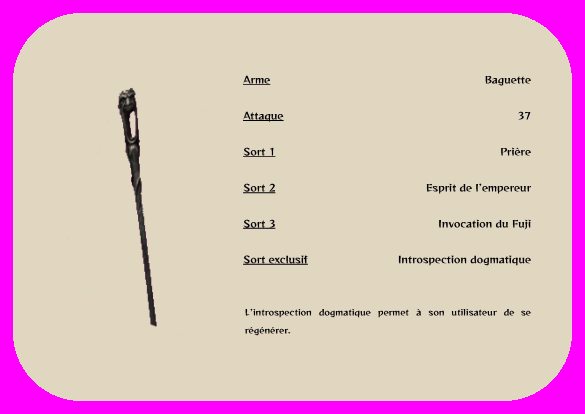 Arme Baguette
Attaque 37
Sort 1 Prière
Sort 2 Esprit de l'empereur
Sort 3 Invocation du Fuji
Sort exclusif Introspection dogmatique
L'introspection dogmatique permet à son utilisateur de se
régénérer.